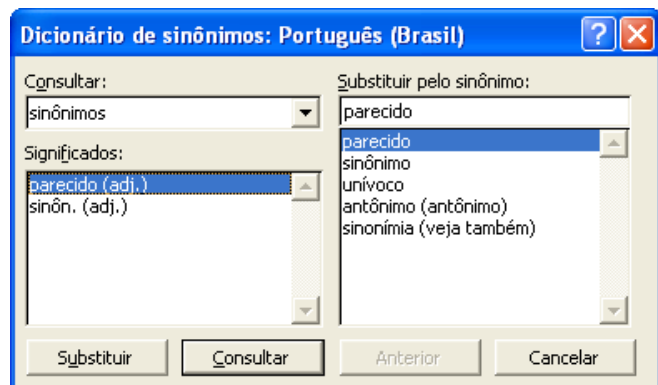 Dicionário de sinônimos: Português (Brasil)
Consultar:
sinônimos
Significados:
parecido (adj.)
sinôn. (adj.)
Substituir pelo sinônimo:
parecido
parecido
sinônimo
unívoco
antônimo (antônimo)
sinonímia (veja também)
Substituir
Consultar
Anterior
Cancelar